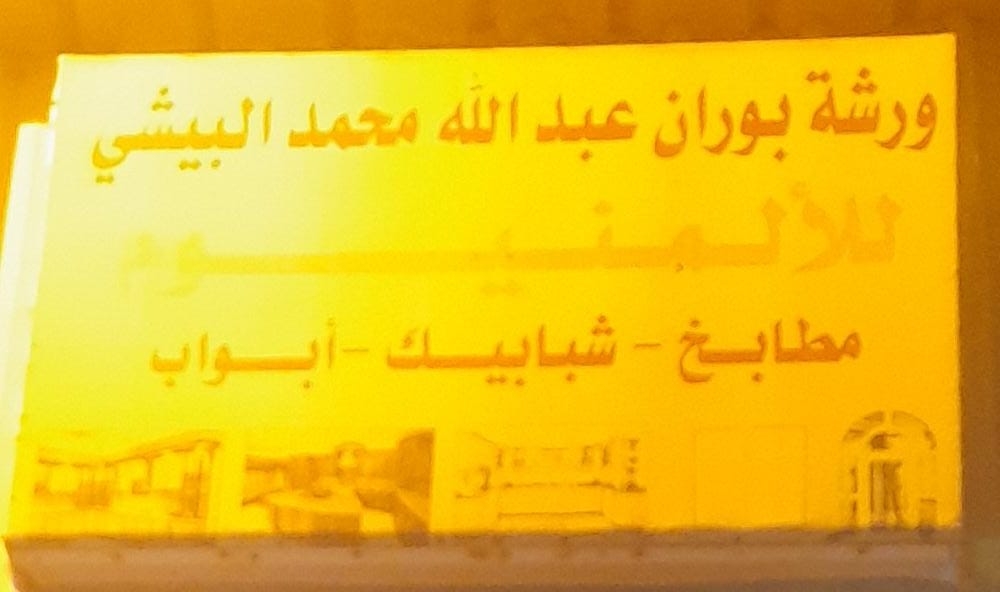 ورشة بوران عبد الله محمد البيشي
للألمنيوم
مطابخ - شبابيك - أبواب